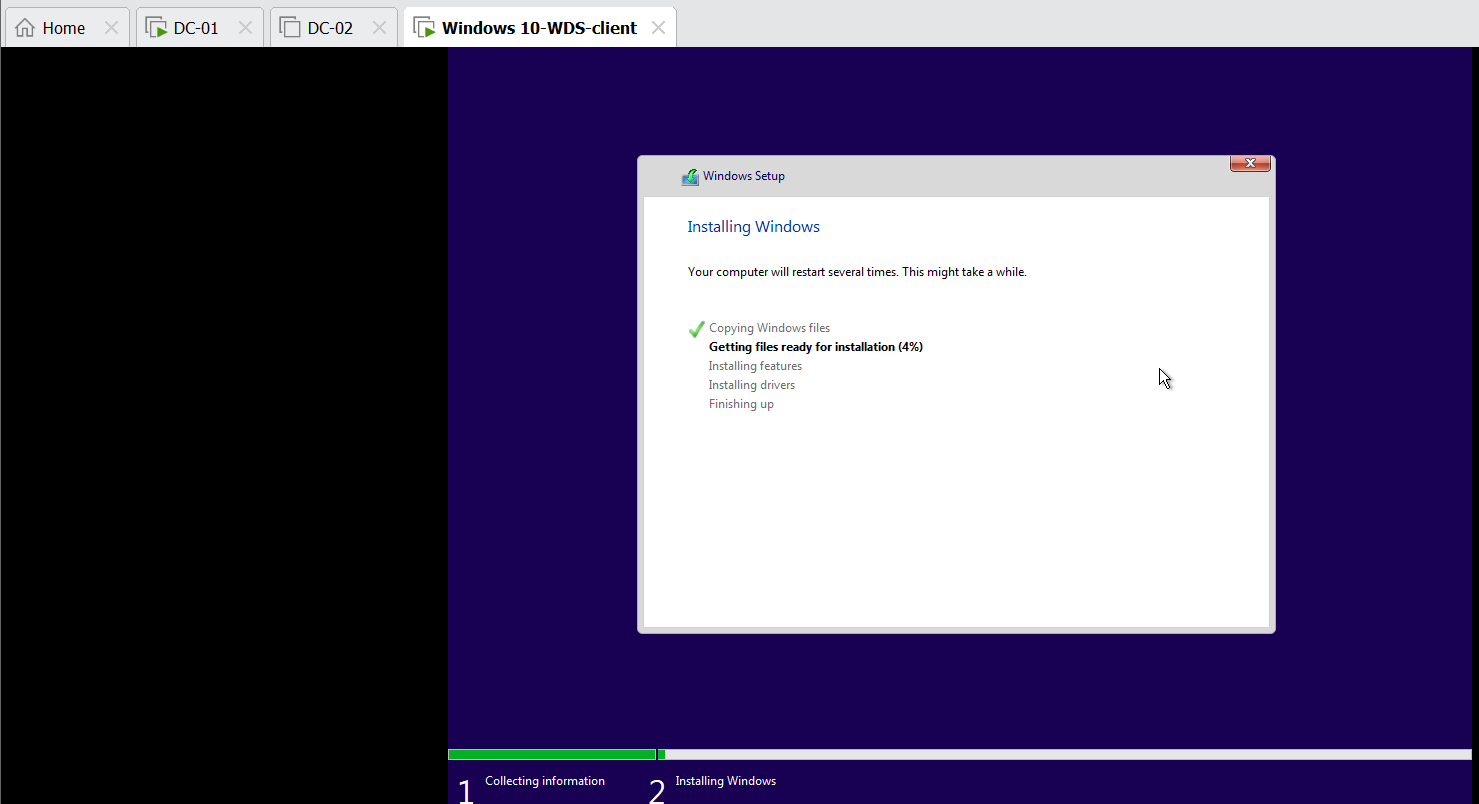 Home
DC-01
DC-02
Windows 10-WDS-client
Windows Setup
Installing Windows
Your computer will restart several times. This might take a while.
Copying Windows files
Getting files ready for installation (4%)
Installing features
Installing drivers
Finishing up
1 Collecting information
2 Installing Windows